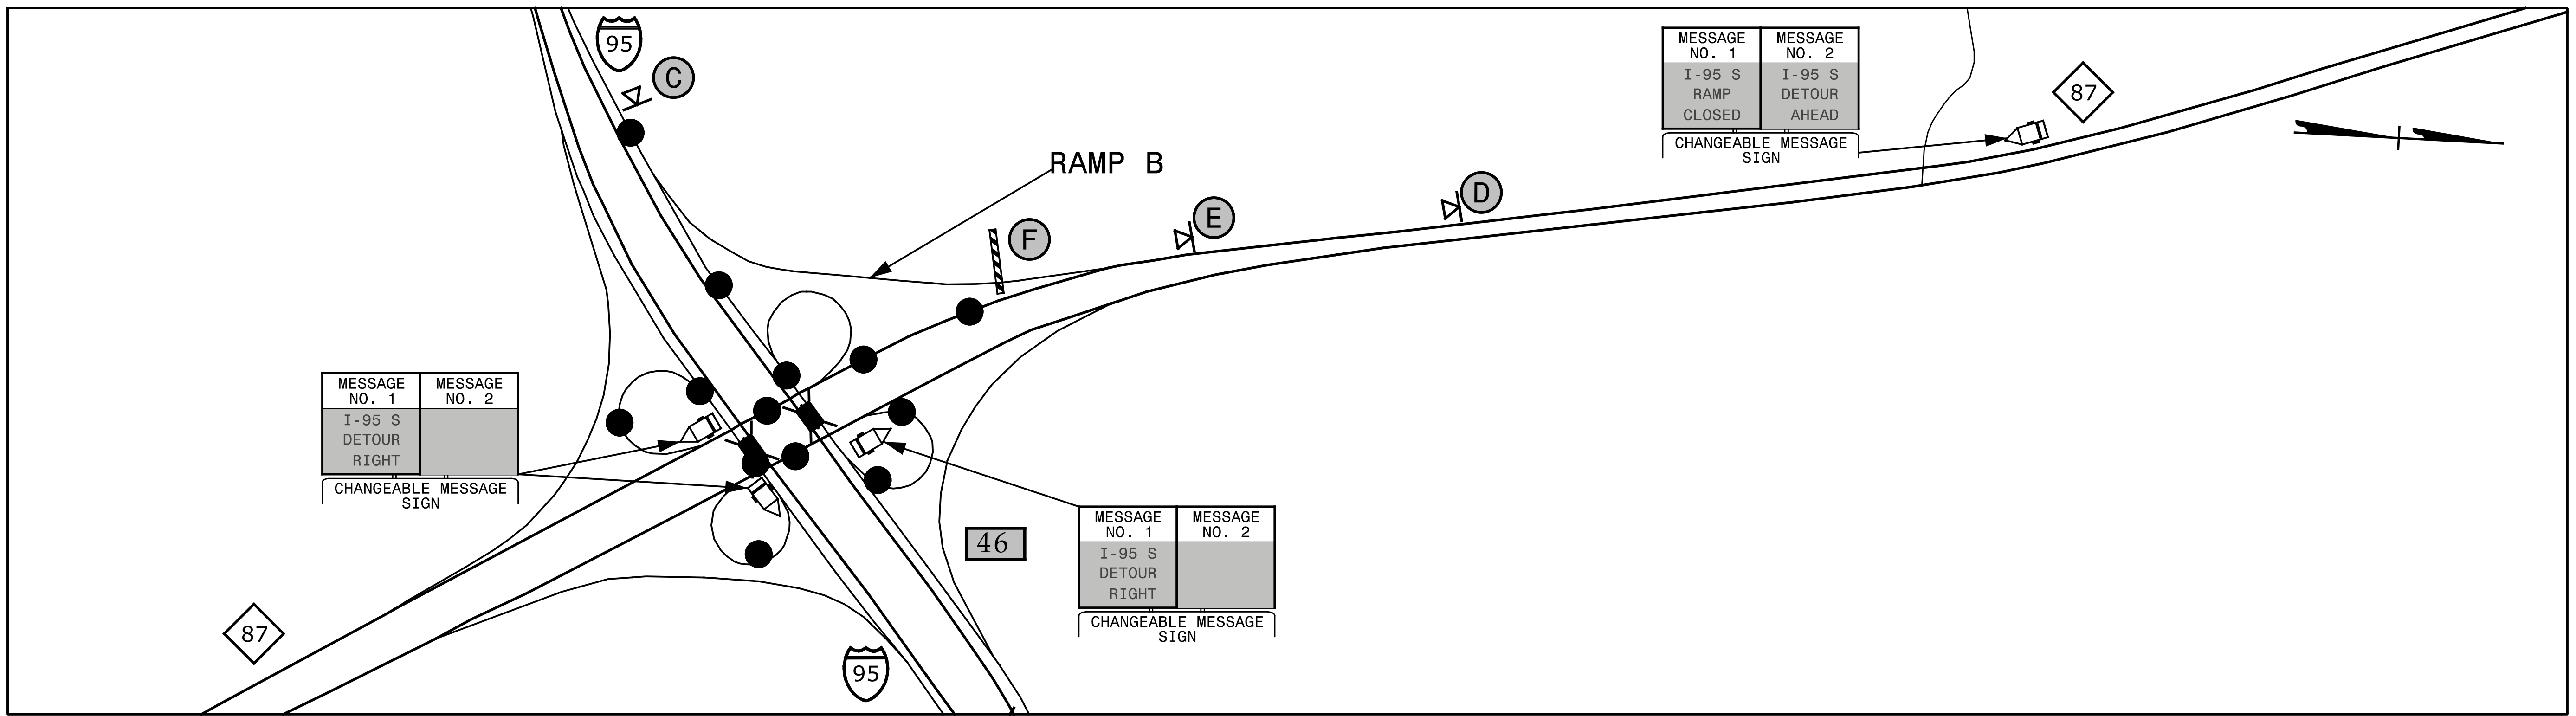 95
C
RAMP B
F
E
D
MESSAGE NO. 1
MESSAGE NO. 2
I-95 S
RAMP
CLOSED
I-95 S
DETOUR
AHEAD
CHANGEABLE MESSAGE
SIGN
87
MESSAGE NO. 1
MESSAGE NO. 2
I-95 S
DETOUR
RIGHT
CHANGEABLE MESSAGE
SIGN
46
MESSAGE NO. 1
MESSAGE NO. 2
I-95 S
DETOUR
RIGHT
CHANGEABLE MESSAGE
SIGN
87
95